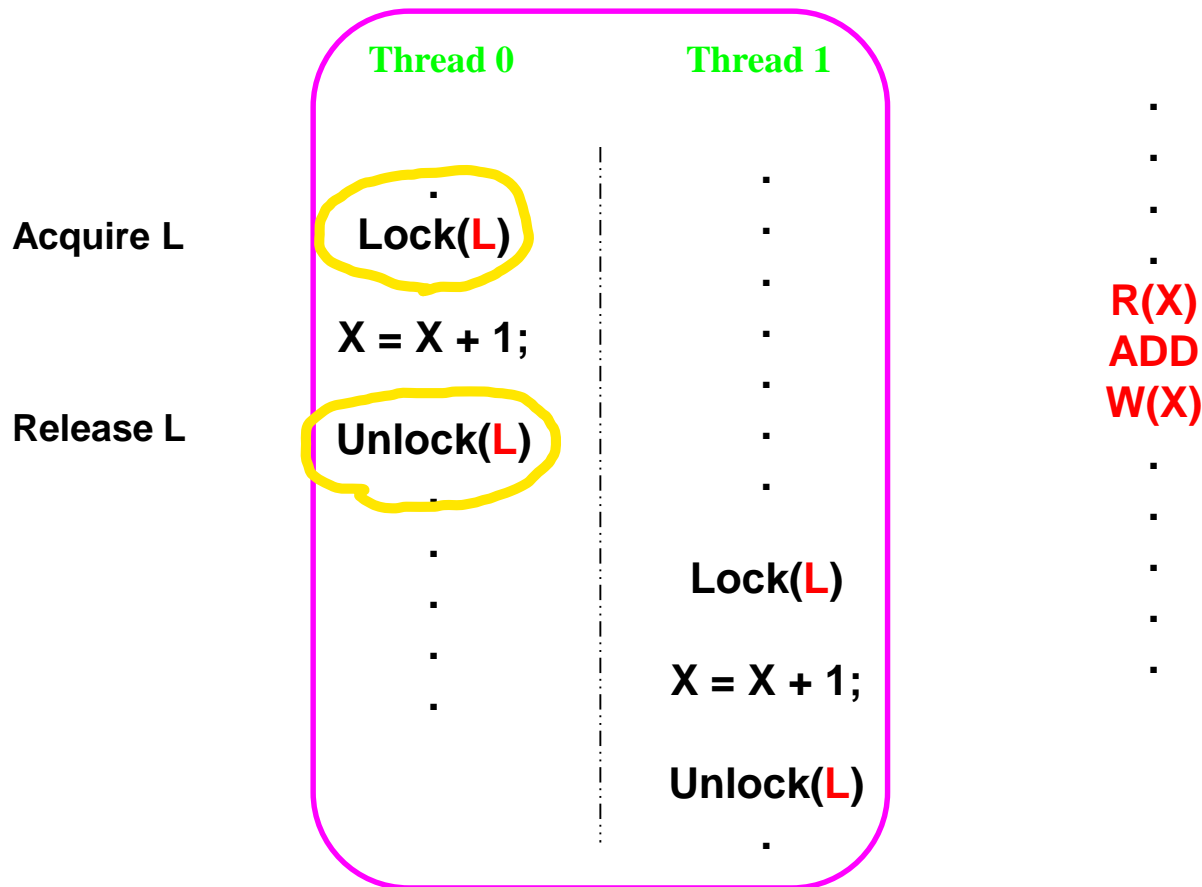 Thread 0 Thread 1
.
.
.
.
.
.
Acquire L Lock(L)
.
.
.
.
R(X)
X = X + 1;
.
ADD
.
W(X)
Release L Unlock(L)
.
.
.
.
.
.
.
.
Lock(L)
.
.
.
.
X = X + 1;
.
.
Unlock(L)
.